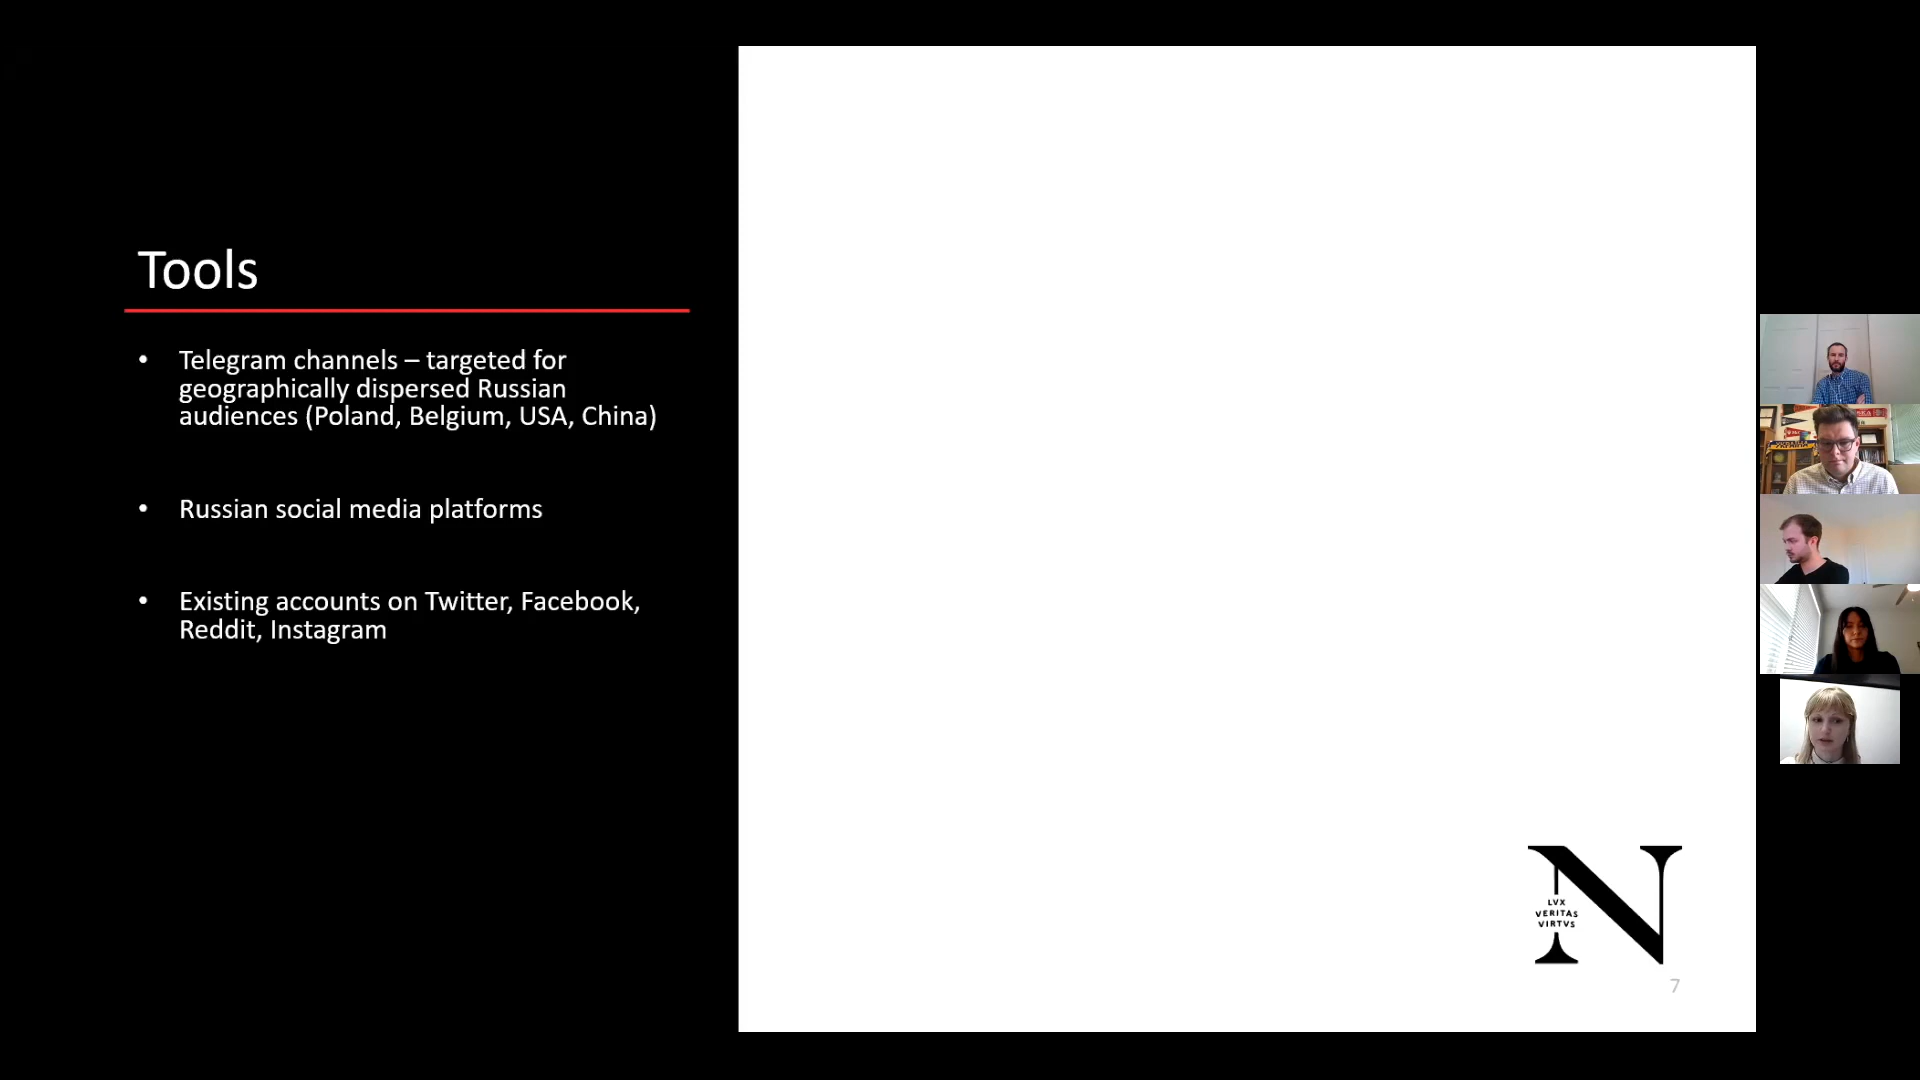 Tools
• Telegram channels – targeted for
geographically dispersed Russian
audiences (Poland, Belgium, USA, China)
• Russian social media platforms
• Existing accounts on Twitter, Facebook,
Reddit, Instagram
N
LVX
VERITAS
VIRTVS
7